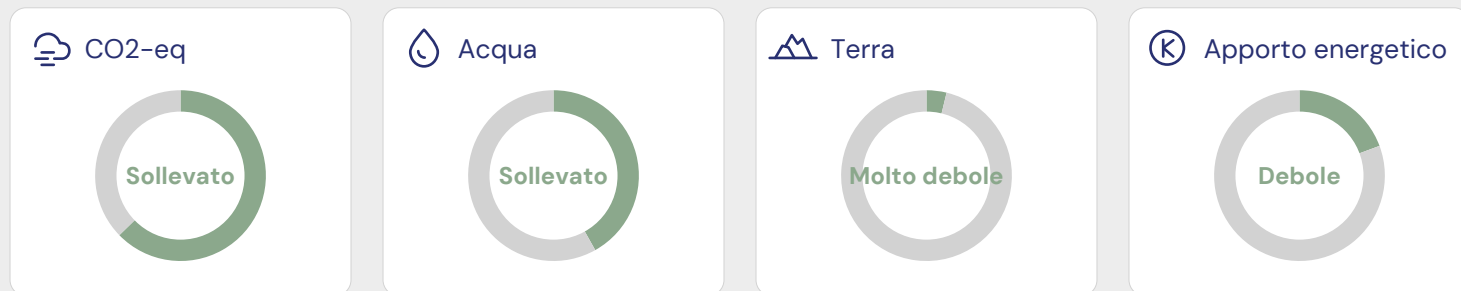 CO2-eq
Sollevato
Acqua
Sollevato
Terra
Molto debole
Apporto energetico
Debole